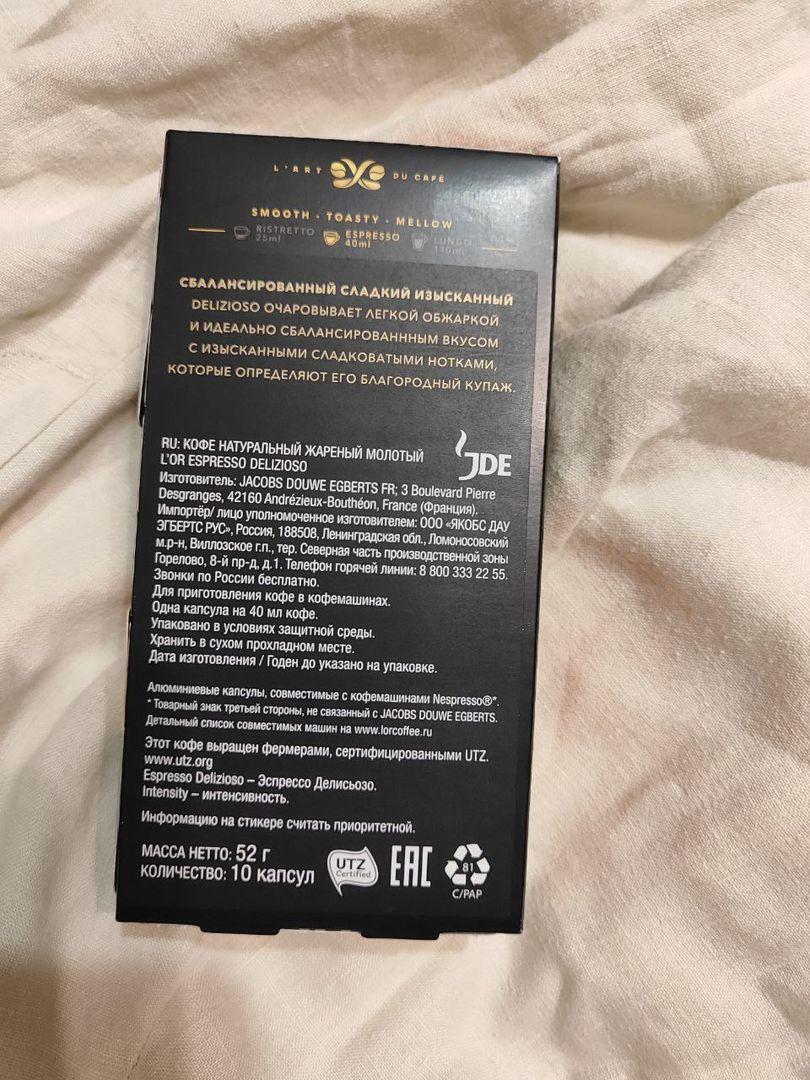 L'ART DU CAFÉ
SMOOTH - TOASTY - MELLOW
RISTRETTO ESPRESSO LUNGO
25ml 40ml 110ml
СБАЛАНСИРОВАННЫЙ СЛАДКИЙ ИЗЫСКАННЫЙ
DELIZIOSO ОЧАРОВЫВАЕТ ЛЕГКОЙ ОБЖАРКОЙ
И ИДЕАЛЬНО СБАЛАНСИРОВАНННЫМ ВКУСОМ
С ИЗЫСКАННЫМИ СЛАДКОВАТЫМИ НОТКАМИ,
КОТОРЫЕ ОПРЕДЕЛЯЮТ ЕГО БЛАГОРОДНЫЙ КУПАЖ.
RU: КОФЕ НАТУРАЛЬНЫЙ ЖАРЕНЫЙ МОЛОТЫЙ
L'OR ESPRESSO DELIZIOSO
JDE
Изготовитель: JACOBS DOUWE EGBERTS FR; 3 Boulevard Pierre
Desgranges, 42160 Andrézieux-Bouthéon, France (Франция).
Импортёр/ лицо уполномоченное изготовителем: ООО «ЯКОБС ДАУ
ЭГБЕРТС РУС», Россия, 188508, Ленинградская обл., Ломоносовский
м.р-н, Виллозское г.п., тер. Северная часть производственной зоны
Горелово, 8-й пр-д, д.1. Телефон горячей линии: 8 800 333 22 55.
Звонки по России бесплатно.
Для приготовления кофе в кофемашинах.
Одна капсула на 40 мл кофе.
Упаковано в условиях защитной среды.
Хранить в сухом прохладном месте.
Дата изготовления / Годен до указано на упаковке.
Алюминиевые капсулы, совместимые с кофемашинами Nespresso®*.
* Товарный знак третьей стороны, не связанный с JACOBS DOUWE EGBERTS.
Детальный список совместимых машин на www.lorcoffee.ru
Этот кофе выращен фермерами, сертифицированными UTZ.
www.utz.org
Espresso Delizioso – Эспрессо Делисьозо.
Intensity – интенсивность.
Информацию на стикере считать приоритетной.
МАССА НЕТТО: 52 г
КОЛИЧЕСТВО: 10 капсул
UTZ
Certified
EAC
81
C/PAP